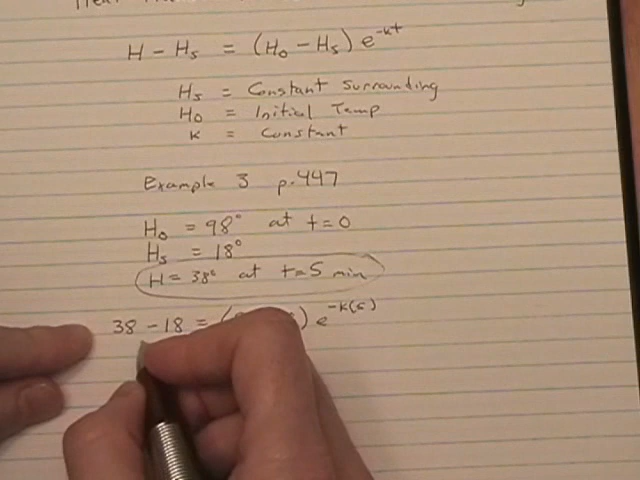 H - Hs = (H₀ - Hs) e^-kt
Hs = Constant Surrounding
H₀ = Initial Temp
K = Constant
Example 3 p.447
H₀ = 98° at t=0
Hs = 18°
H = 38° at t=5 min
38 - 18 = ( ) e^-k(5)